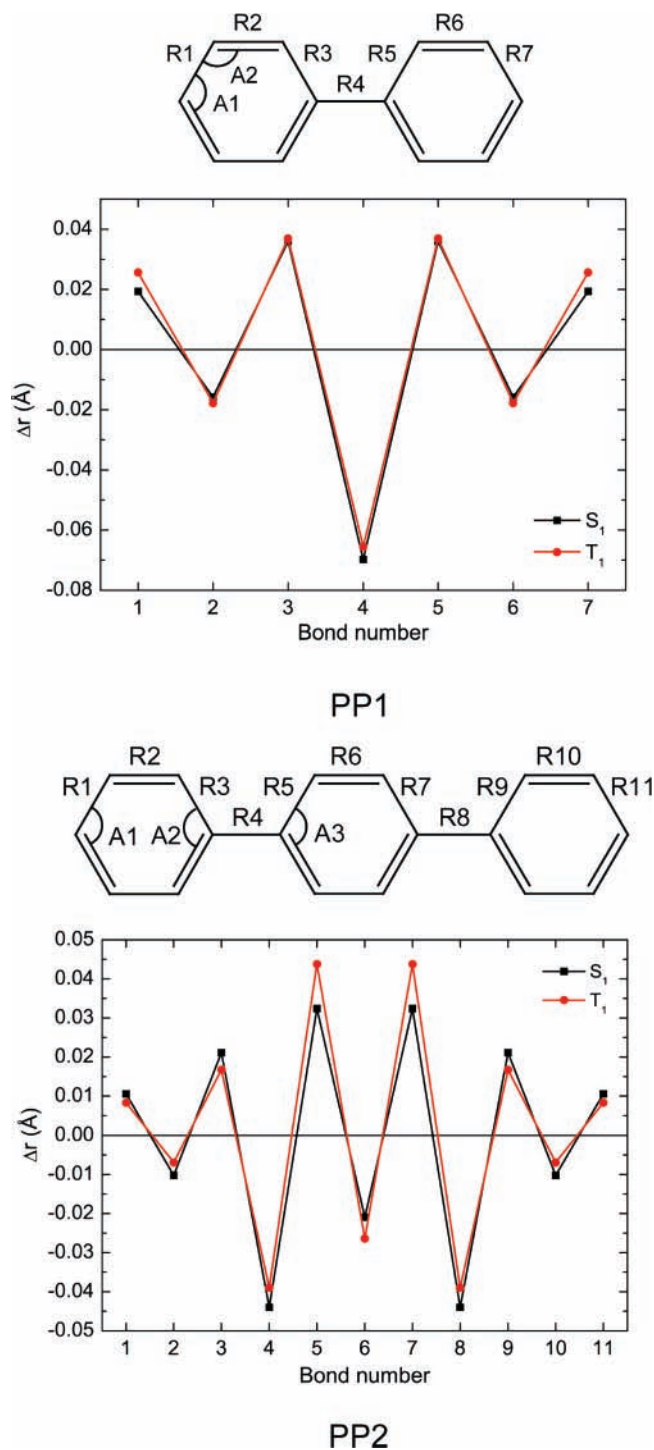 R2 R6
R1 R3 R5 R7
A2
R4
A1
0.04
0.02
0.00
-0.02
-0.04
-0.06
-0.08
Δr (Å)
S₁
T₁
1 2 3 4 5 6 7
Bond number
PP1
R2 R6 R10
R1 R3 R5 R7 R9 R11
R4 R8
A1 A2 A3
0.05
0.04
0.03
0.02
0.01
0.00
-0.01
-0.02
-0.03
-0.04
-0.05
Δr (Å)
S₁
T₁
1 2 3 4 5 6 7 8 9 10 11
Bond number
PP2